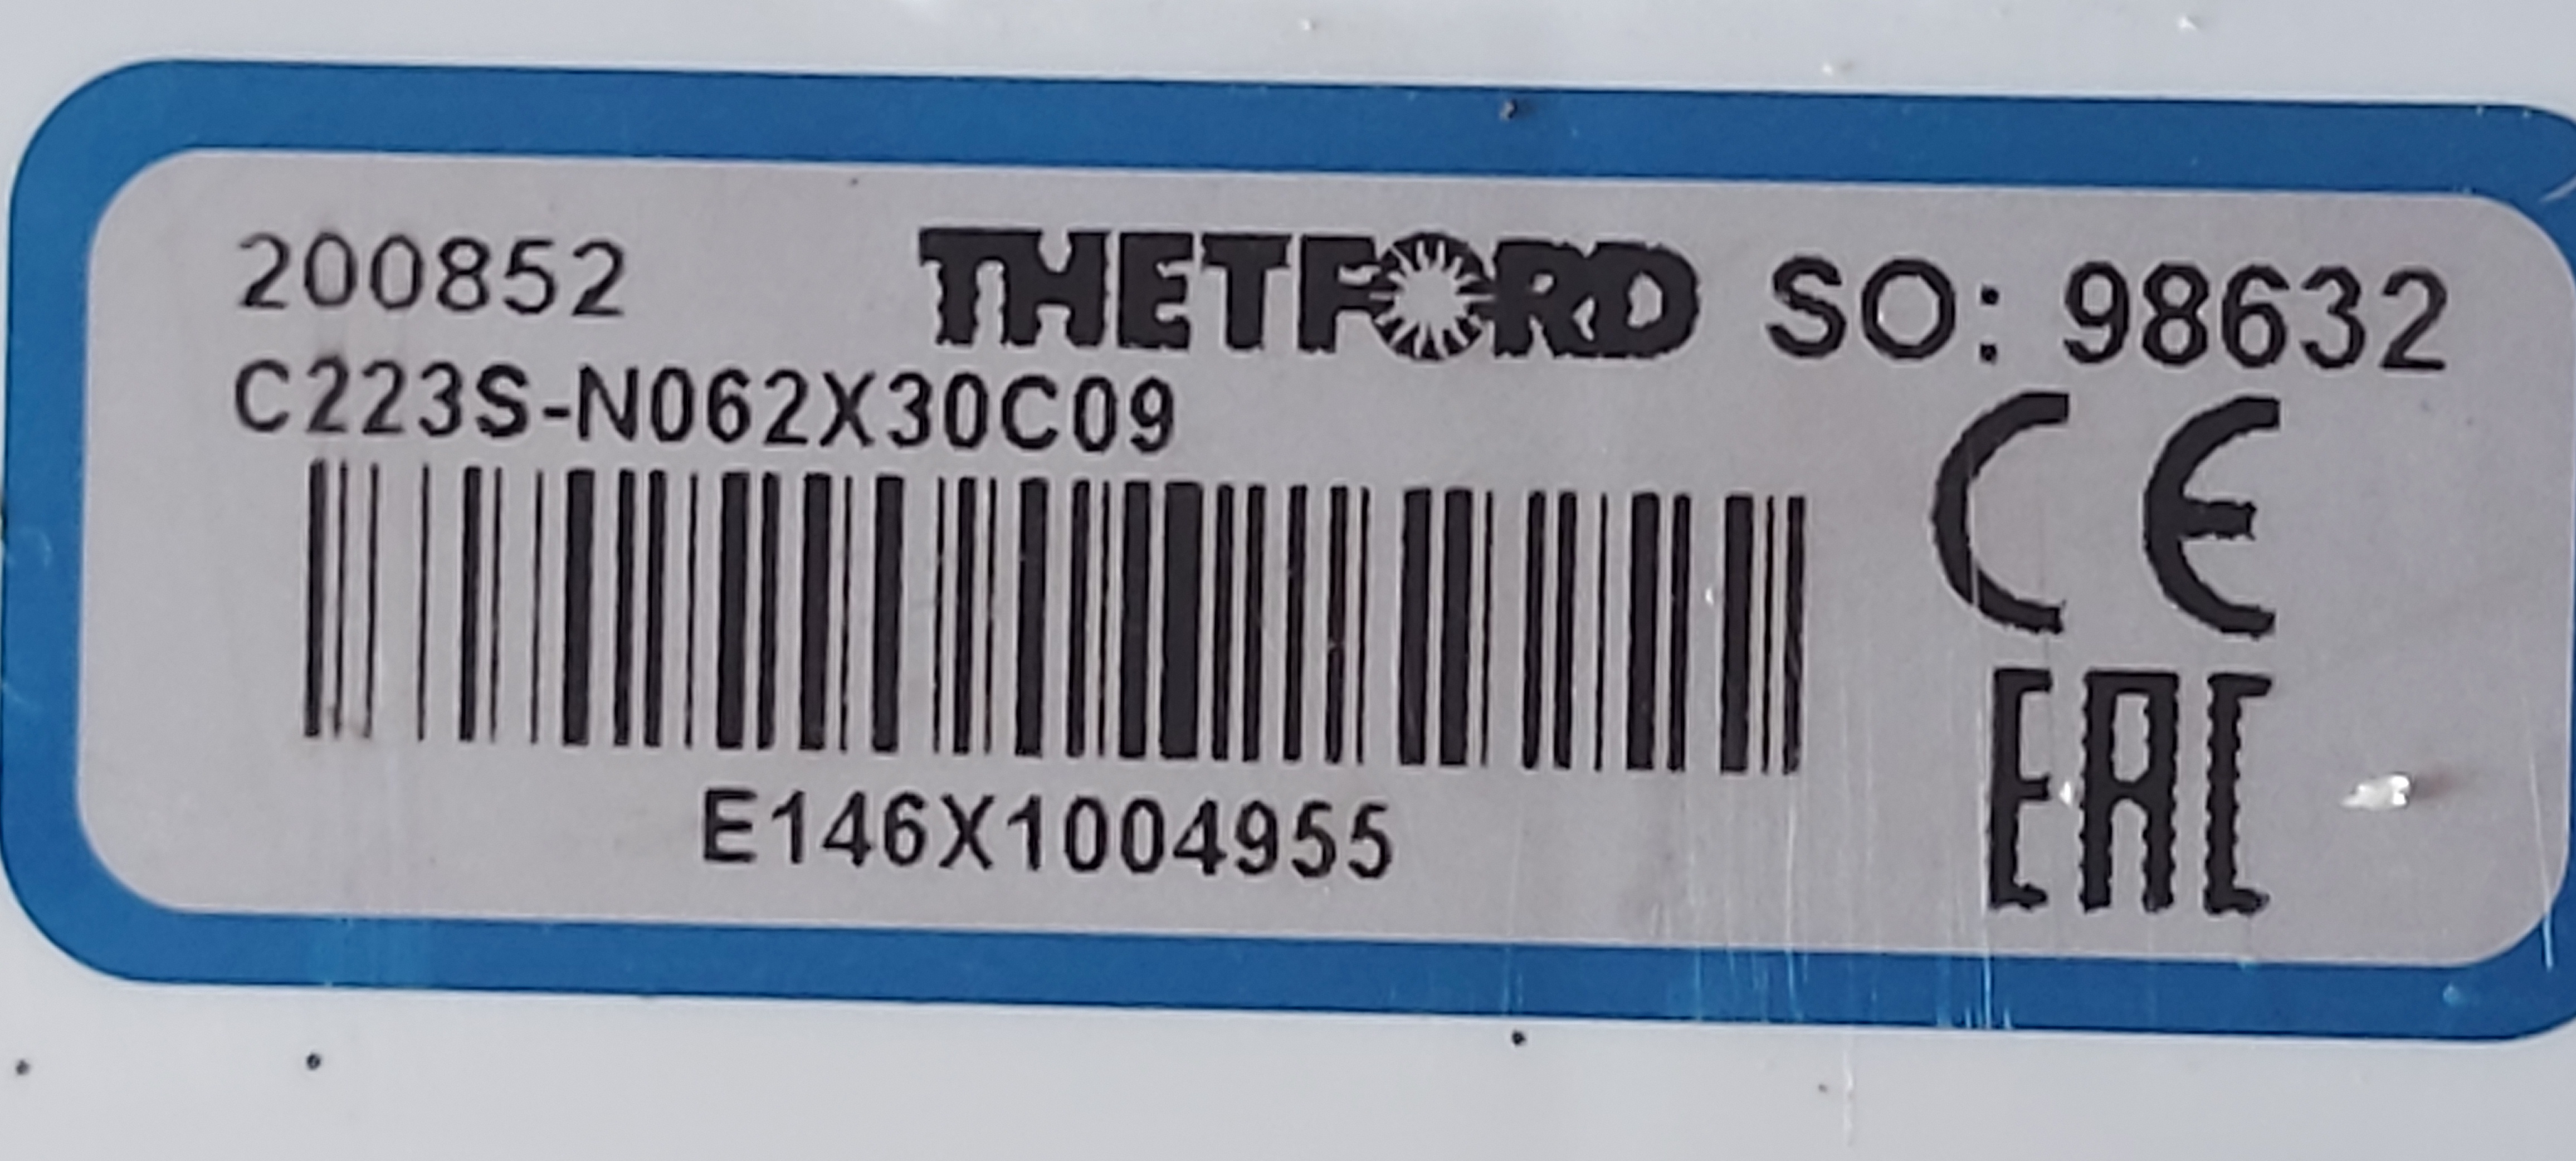 200852 THETFORD SO: 98632
C223S-N062X30C09
CE
EAC
E146X1004955